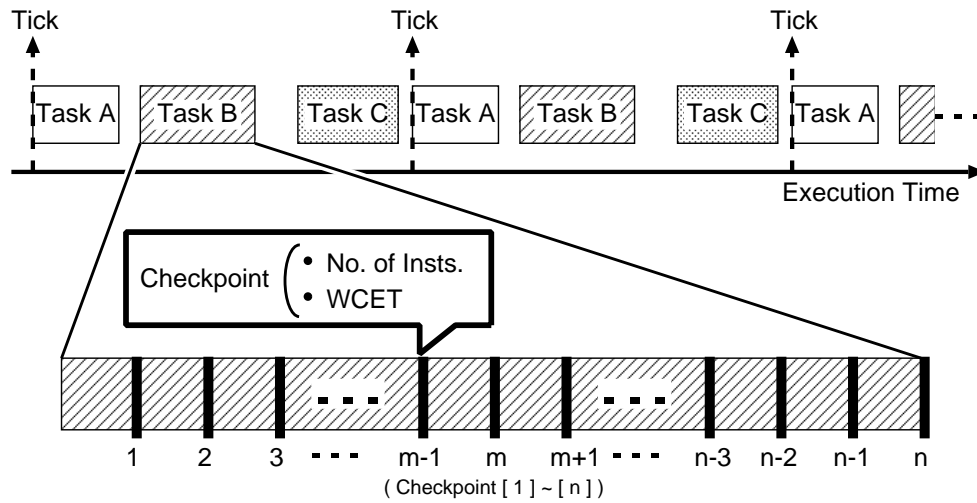 Tick Tick Tick
Task A Task B Task C Task A Task B Task C Task A
Execution Time
Checkpoint
• No. of Insts.
• WCET
1 2 3 m-1 m m+1 n-3 n-2 n-1 n
( Checkpoint [ 1 ] ~ [ n ] )